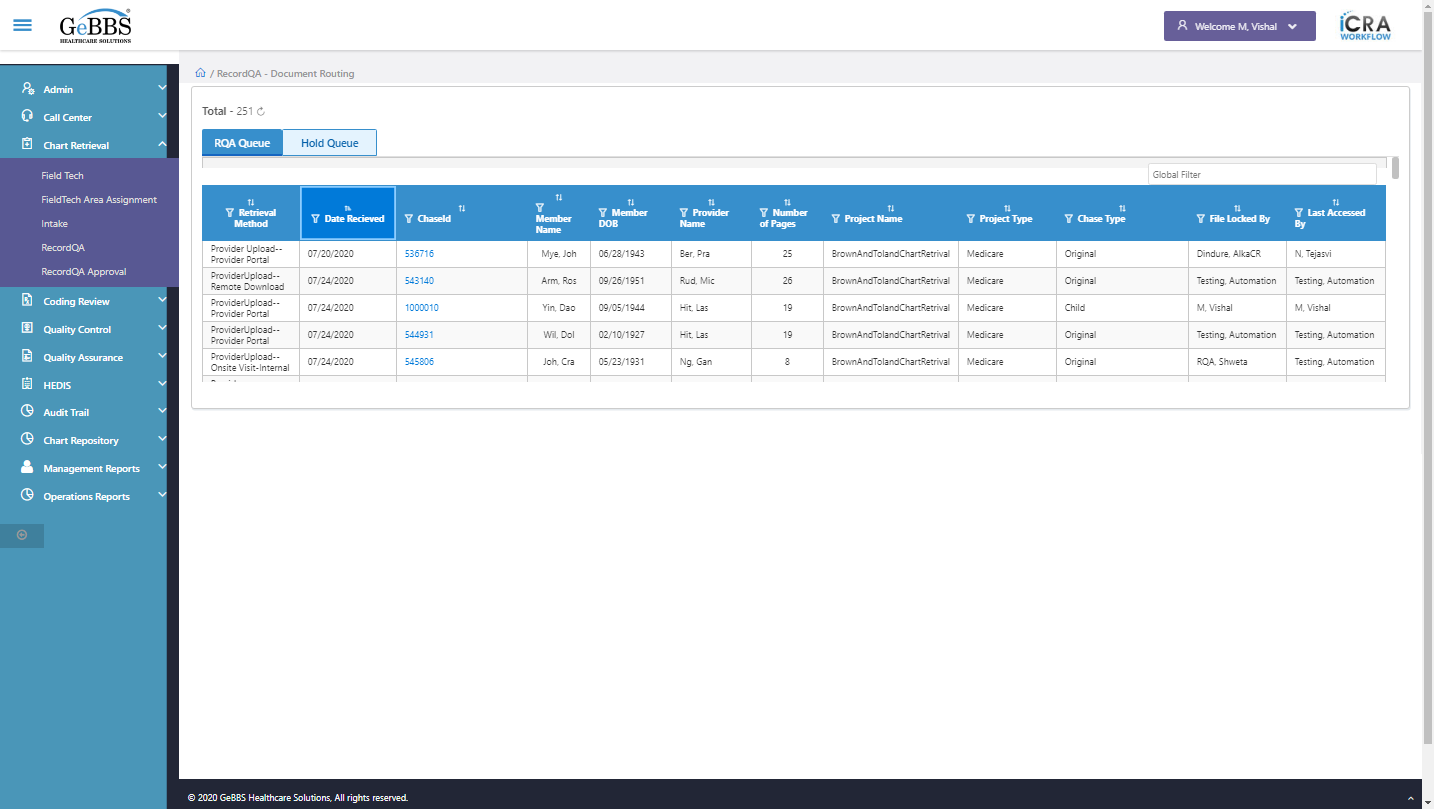 GeBBS
HEALTHCARE SOLUTIONS
Welcome M, Vishal
iCRA
WORKFLOW
Admin
Call Center
Chart Retrieval
Field Tech
FieldTech Area Assignment
Intake
RecordQA
RecordQA Approval
Coding Review
Quality Control
Quality Assurance
HEDIS
Audit Trail
Chart Repository
Management Reports
Operations Reports
/ RecordQA - Document Routing
Total - 251
RQA Queue Hold Queue
Global Filter
Retrieval Method Date Recieved ChaseId Member Name Member DOB Provider Name Number of Pages Project Name Project Type Chase Type File Locked By Last Accessed By
Provider Upload--Provider Portal 07/20/2020 536716 Mye, Joh 06/28/1943 Ber, Pra 25 BrownAndTolandChartRetrival Medicare Original Dindure, AlkaCR N, Tejasvi
ProviderUpload--Remote Download 07/24/2020 543140 Arm, Ros 09/26/1951 Rud, Mic 26 BrownAndTolandChartRetrival Medicare Original Testing, Automation Testing, Automation
ProviderUpload--Provider Portal 07/24/2020 1000010 Yin, Dao 09/05/1944 Hit, Las 19 BrownAndTolandChartRetrival Medicare Child M, Vishal M, Vishal
ProviderUpload--Provider Portal 07/24/2020 544931 Wil, Dol 02/10/1927 Hit, Las 19 BrownAndTolandChartRetrival Medicare Original Testing, Automation Testing, Automation
ProviderUpload--Onsite Visit-Internal 07/24/2020 545806 Joh, Cra 05/23/1931 Ng, Gan 8 BrownAndTolandChartRetrival Medicare Original RQA, Shweta Testing, Automation
© 2020 GeBBS Healthcare Solutions, All rights reserved.